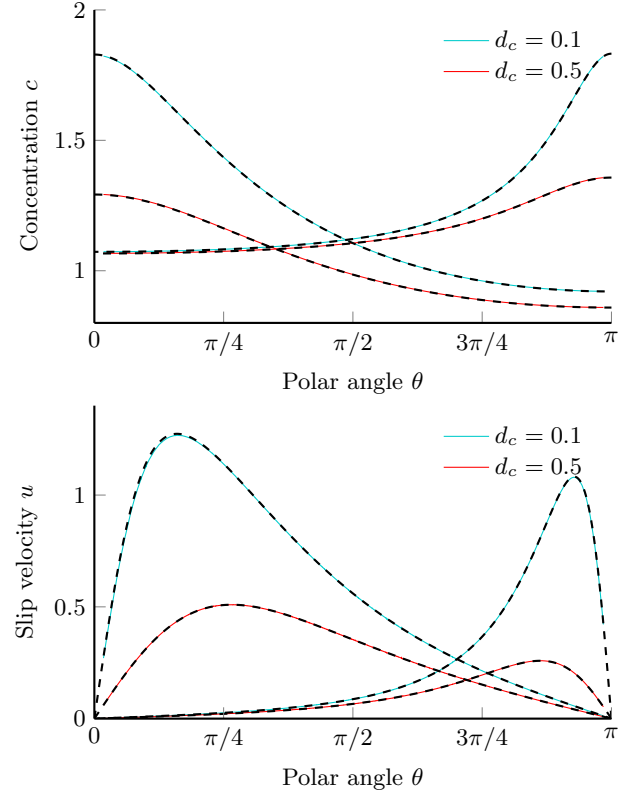 2
1.5
1
Concentration c
d_c = 0.1
d_c = 0.5
0
π/4
π/2
3π/4
π
Polar angle θ
1
0.5
0
Slip velocity u
d_c = 0.1
d_c = 0.5
0
π/4
π/2
3π/4
π
Polar angle θ